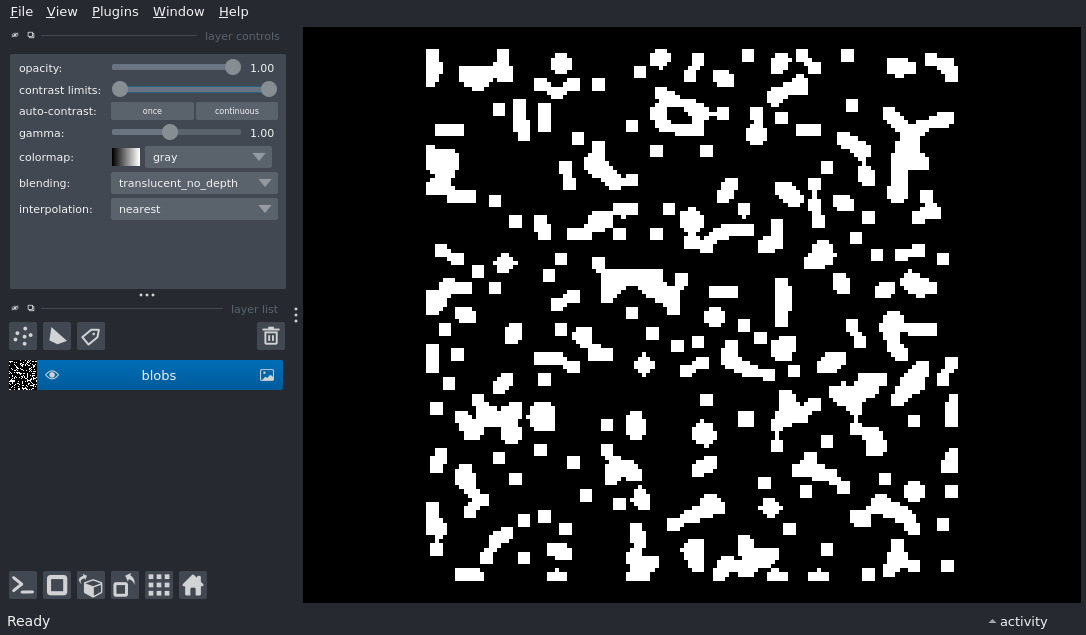 File View Plugins Window Help
layer controls
opacity: 1.00
contrast limits:
auto-contrast: once continuous
gamma: 1.00
colormap: gray
blending: translucent_no_depth
interpolation: nearest
layer list
blobs
Ready
activity